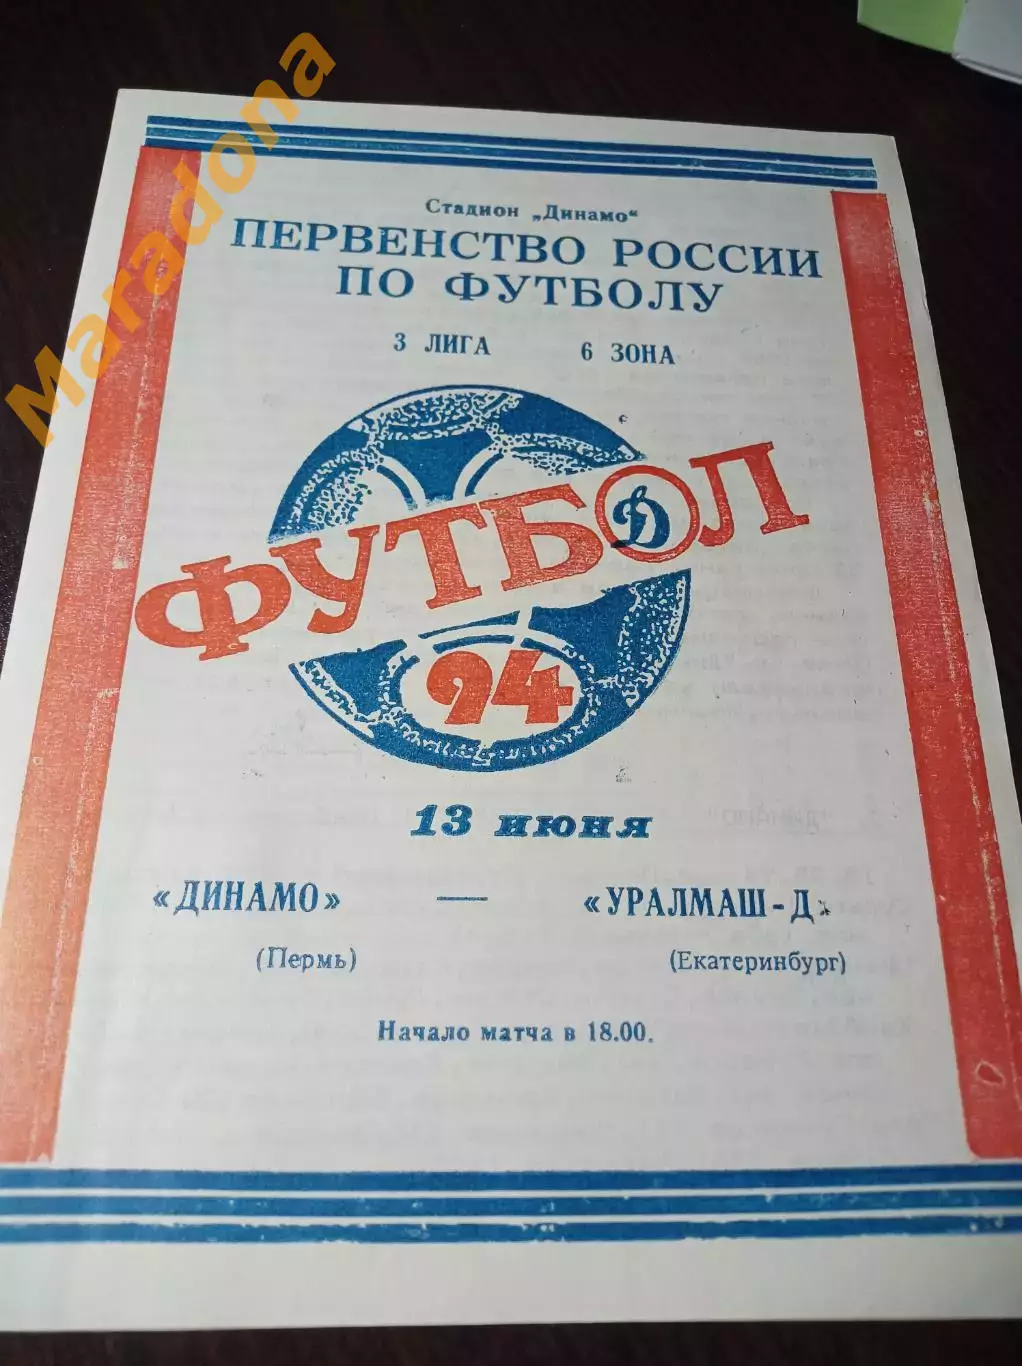 Maradona
Стадион „Динамо“
ПЕРВЕНСТВО РОССИИ
ПО ФУТБОЛУ
3 ЛИГА 6 ЗОНА
ФУТБОЛ
Д
94
13 июня
«ДИНАМО» — «УРАЛМАШ-Д»
(Пермь) (Екатеринбург)
Начало матча в 18.00.